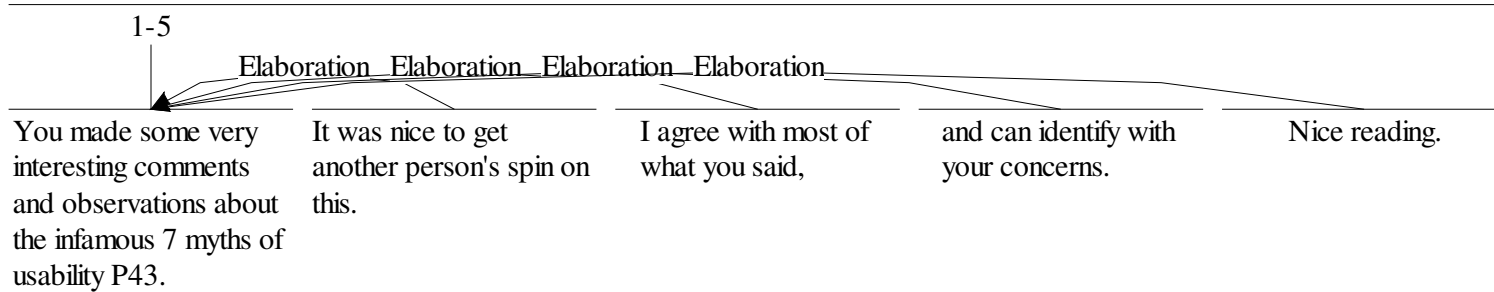 1-5
Elaboration Elaboration Elaboration Elaboration
You made some very
interesting comments
and observations about
the infamous 7 myths of
usability P43.
It was nice to get
another person's spin on
this.
I agree with most of
what you said,
and can identify with
your concerns.
Nice reading.